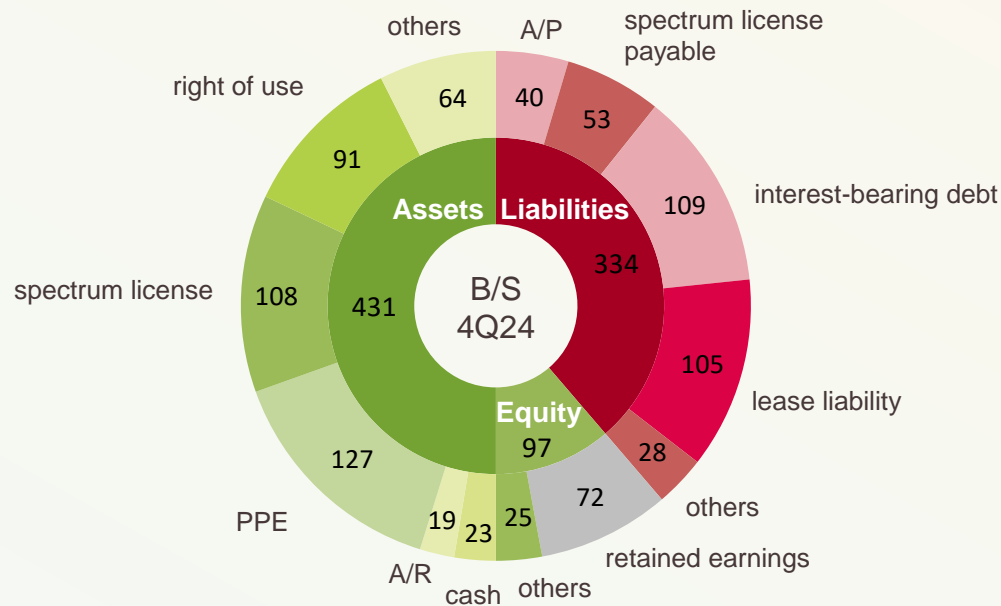 others
A/P
spectrum license
payable
right of use
64
40
53
91
interest-bearing debt
109
Assets
Liabilities
334
spectrum license
108
431
B/S
4Q24
105
lease liability
Equity
97
28
127
72
others
PPE
19
23
25
retained earnings
A/R
cash
others